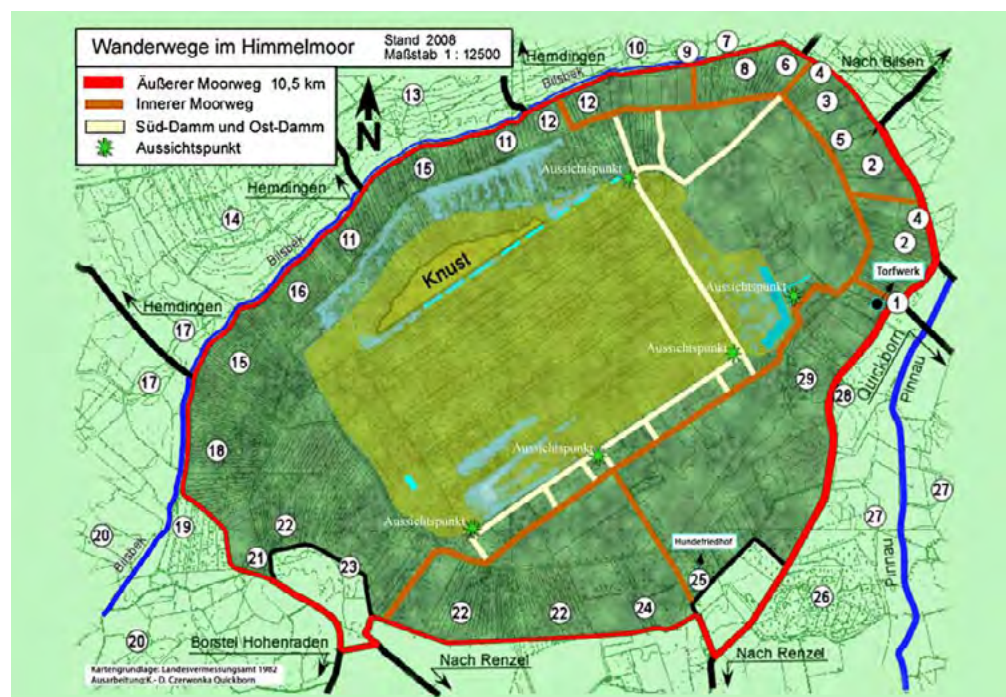 Wanderwege im Himmelmoor
Stand 2008
Maßstab 1 : 12500
Äußerer Moorweg 10,5 km
Innerer Moorweg
Süd-Damm und Ost-Damm
Aussichtspunkt
N
Hemdingen
10
9
7
8
6
4
Nach Bilsen
Bilsbek
13
12
12
3
11
15
5
2
Aussichtspunkt
Hemdingen
14
11
Bilsbek
Knust
4
2
Torfwerk
16
Aussichtspunkt
1
Hemdingen
17
15
Aussichtspunkt
Quickborn
Pinnau
17
29
28
18
Aussichtspunkt
27
27
20
19
22
Aussichtspunkt
Hundefriedhof
Bilsbek
21
23
25
Pinnau
26
22
22
24
20
Borstel Hohenraden
Nach Renzel
Nach Renzel
Kartengrundlage: Landesvermessungsamt 1982
Ausarbeitung:K.- D. Czerwonka Quickborn